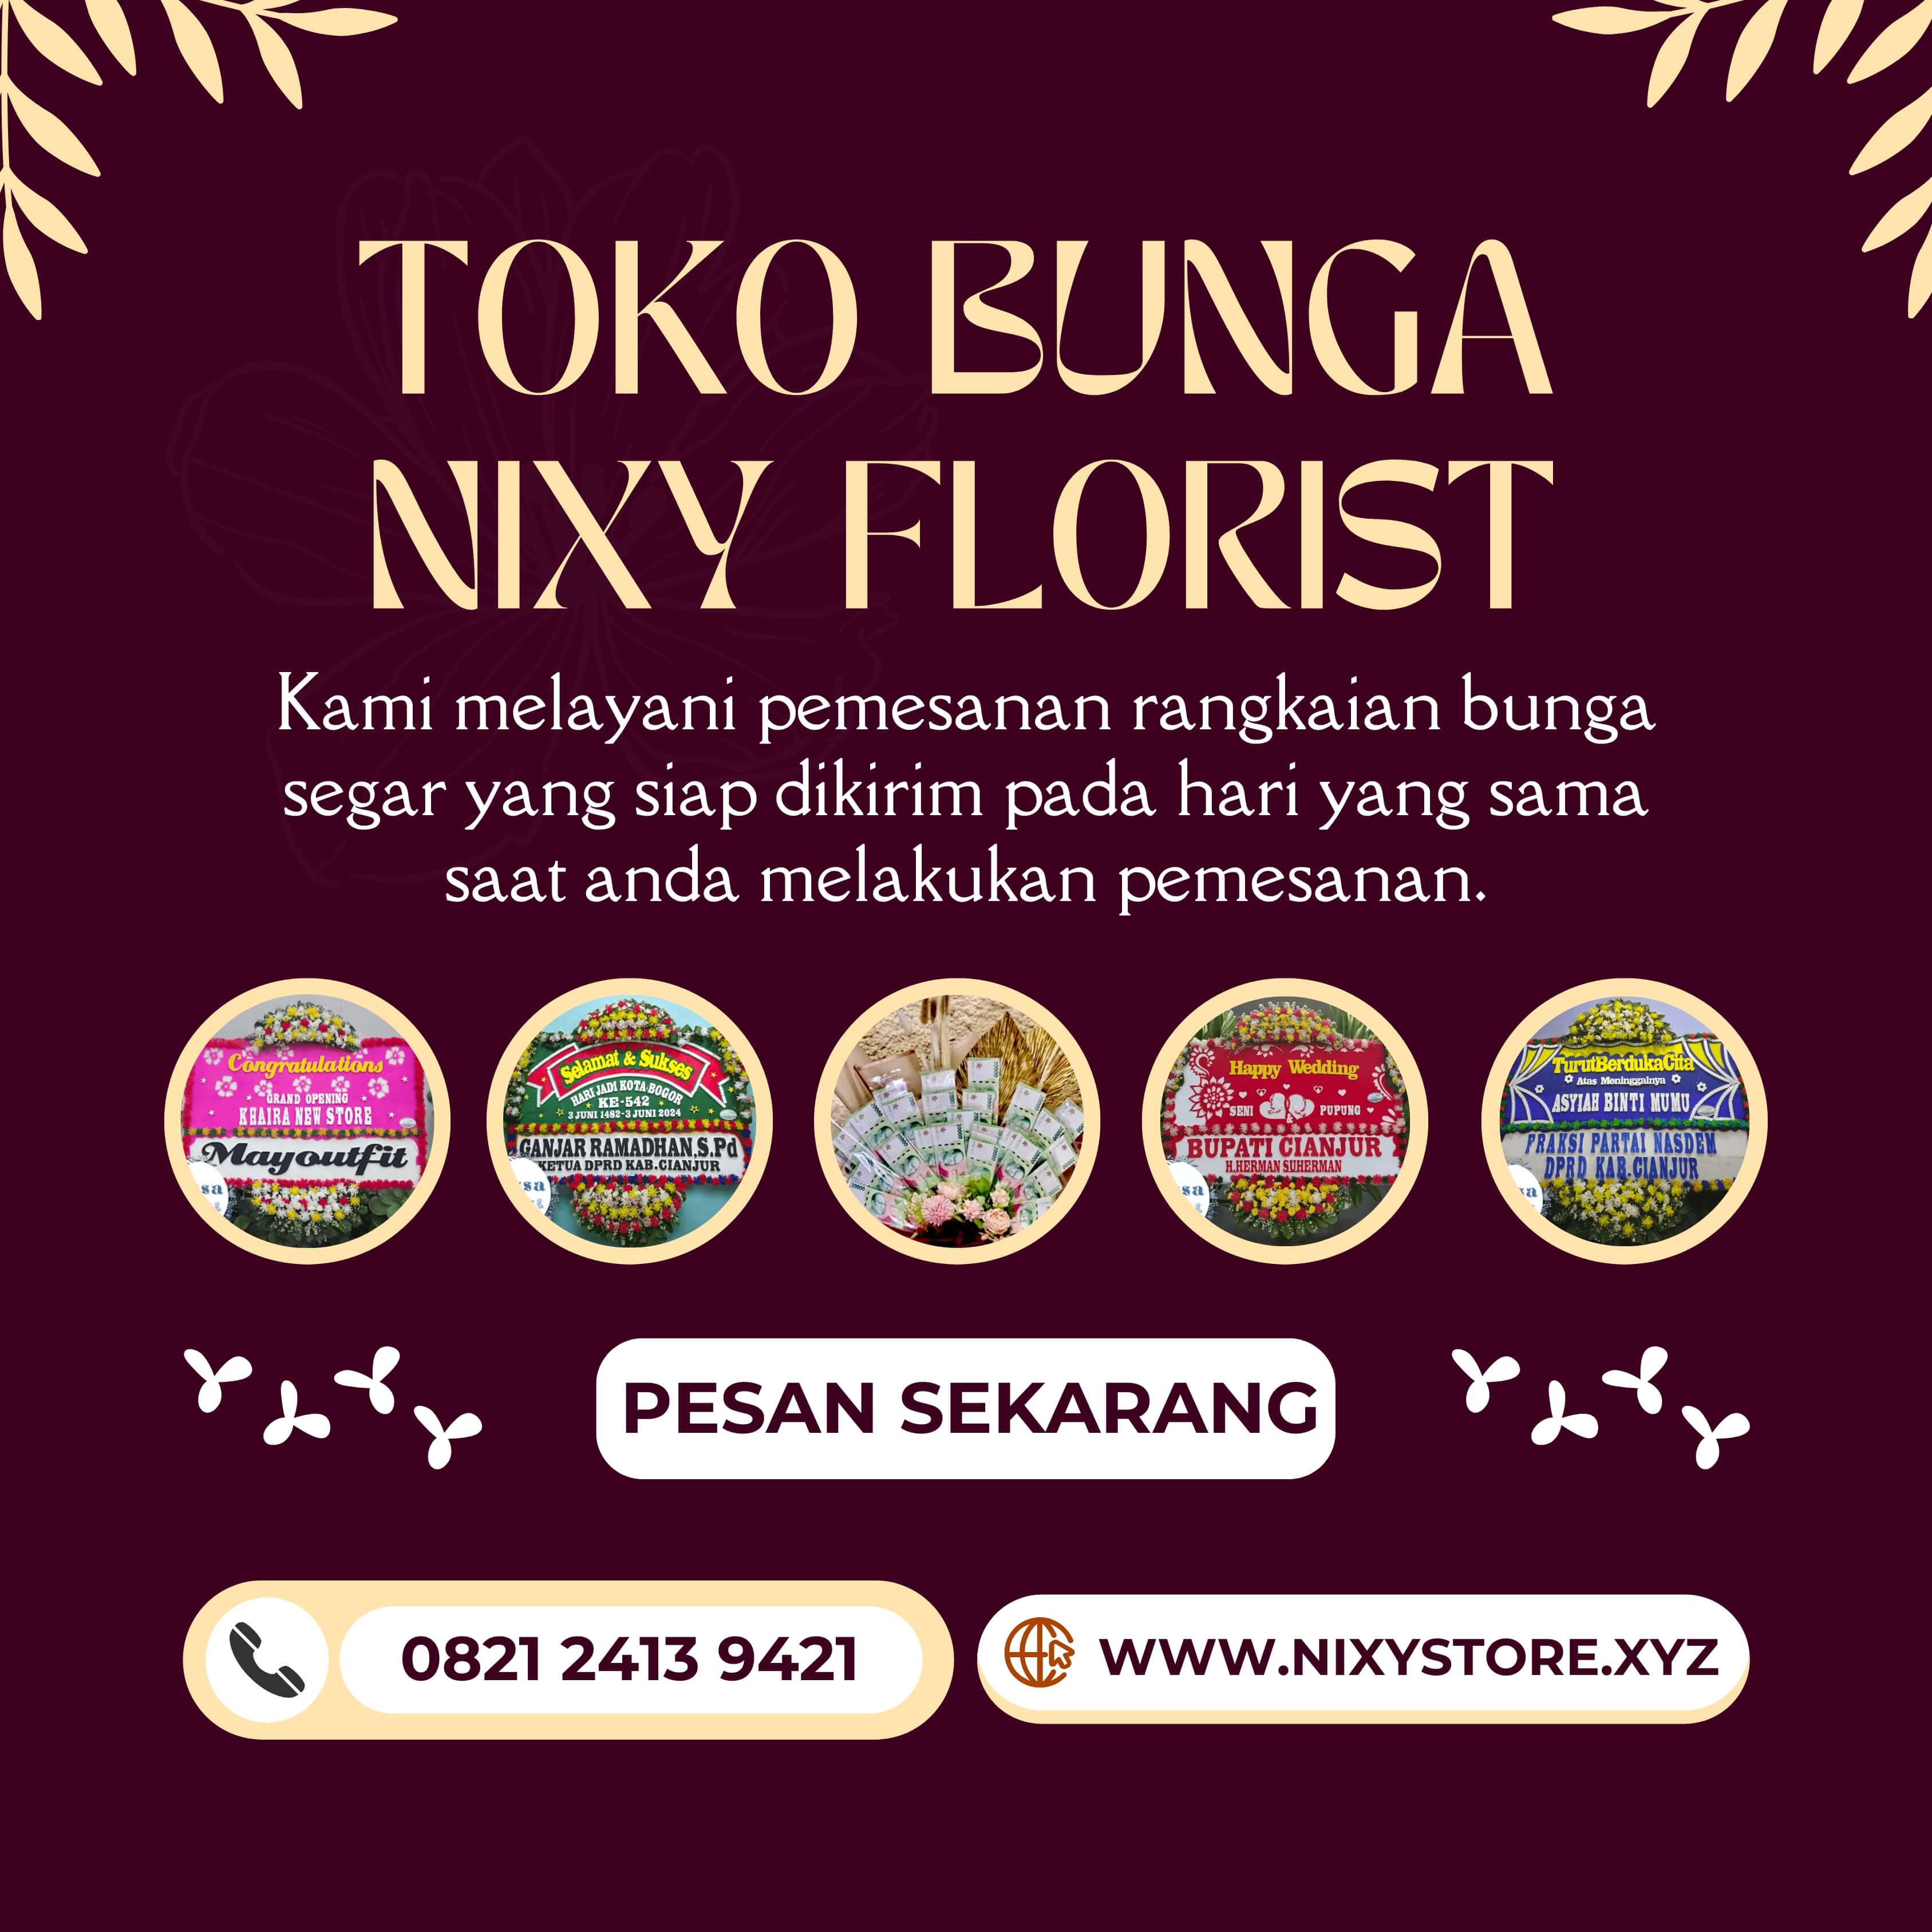 TOKO BUNGA
NIXY FLORIST
Kami melayani pemesanan rangkaian bunga
segar yang siap dikirim pada hari yang sama
saat anda melakukan pemesanan.
Congratulations
GRAND OPENING
KHAIRA NEW STORE
Mayoutfit
sa
Selamat & Sukses
HARI JADI KOTA BOGOR
KE-542
3 JUNI 1482-3 JUNI 2024
GANJAR RAMADHAN,S.Pd
KETUA DPRD KAB.CIANJUR
sa
Happy Wedding
SENI PUPUNG
BUPATI CIANJUR
H.HERMAN SUHERMAN
sa
TurutBerdukaCita
Atas Meninggalnya
ASYIAH BINTI MUMU
FRAKSI PARTAI NASDEM
DPRD KAB.CIANJUR
PESAN SEKARANG
0821 2413 9421
WWW.NIXYSTORE.XYZ